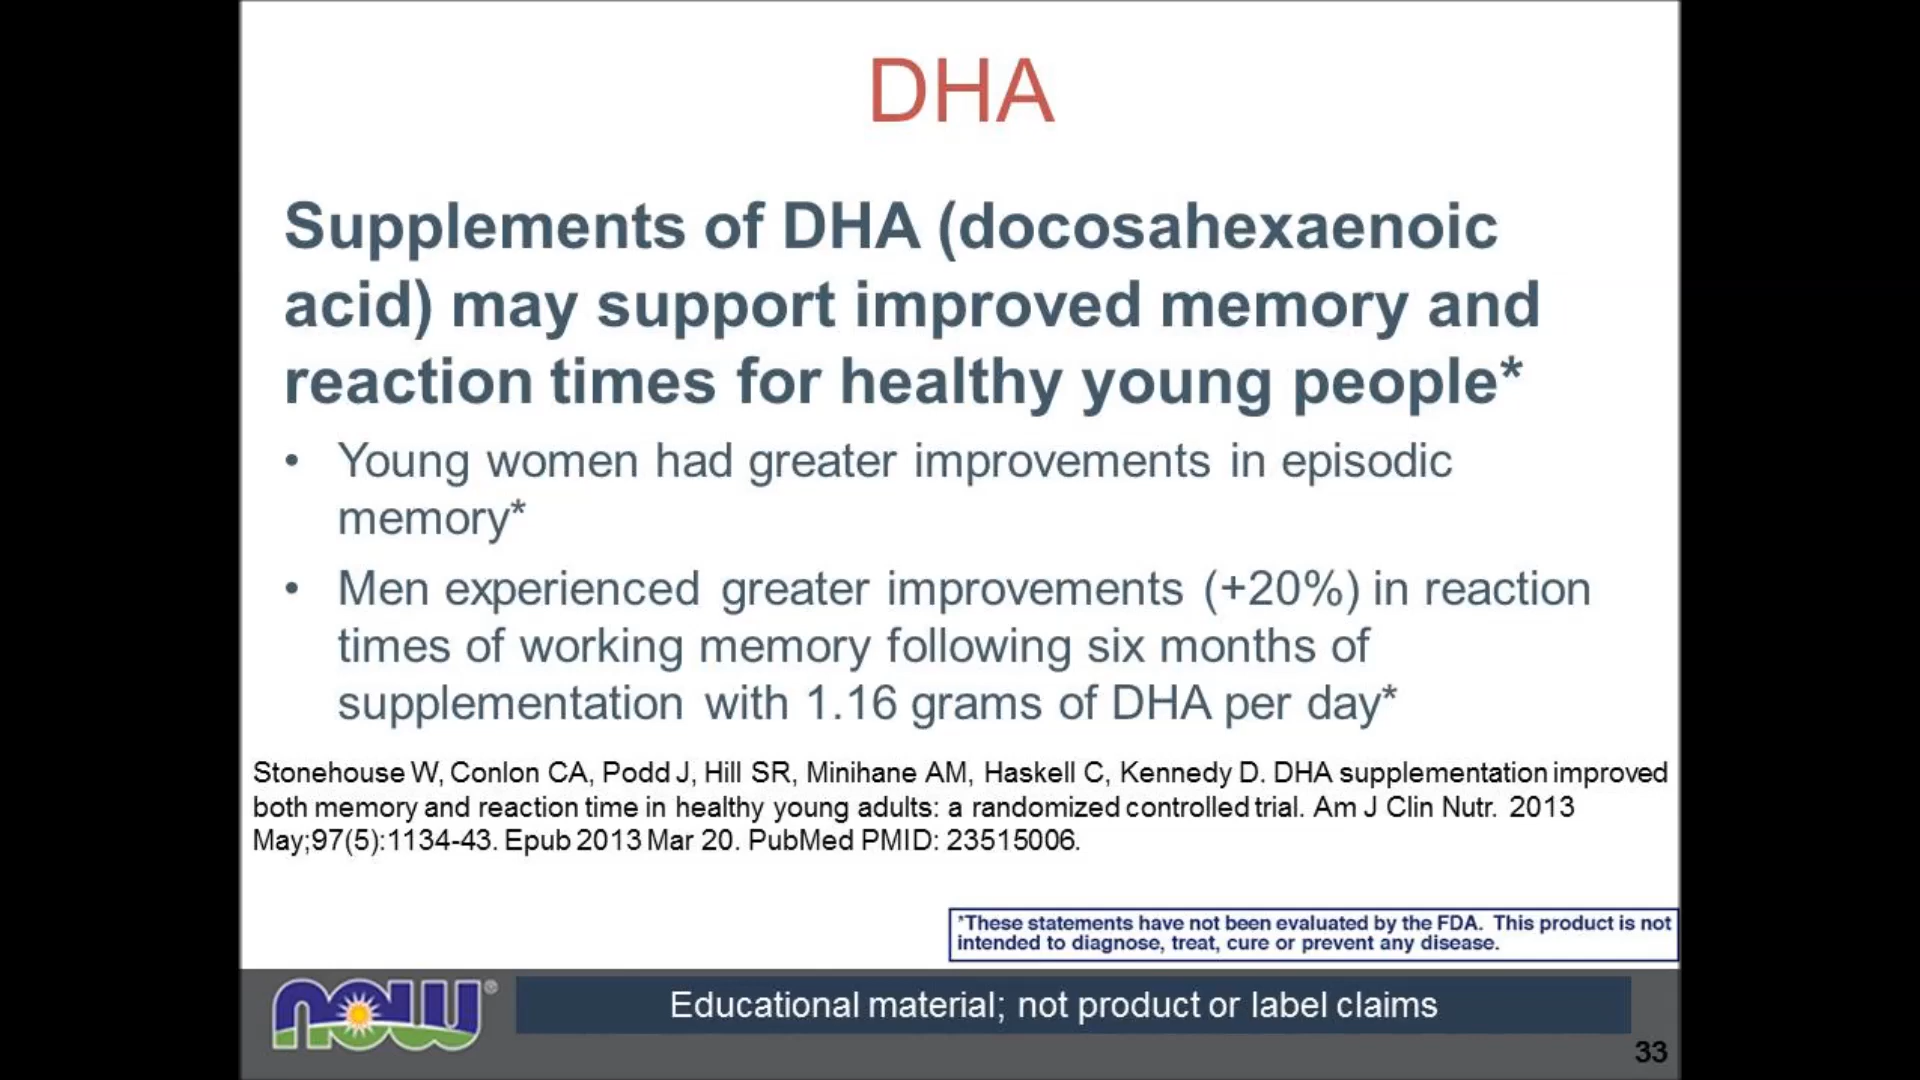 DHA
Supplements of DHA (docosahexaenoic
acid) may support improved memory and
reaction times for healthy young people*
• Young women had greater improvements in episodic
memory*
• Men experienced greater improvements (+20%) in reaction
times of working memory following six months of
supplementation with 1.16 grams of DHA per day*
Stonehouse W, Conlon CA, Podd J, Hill SR, Minihane AM, Haskell C, Kennedy D. DHA supplementation improved
both memory and reaction time in healthy young adults: a randomized controlled trial. Am J Clin Nutr. 2013
May;97(5):1134-43. Epub 2013 Mar 20. PubMed PMID: 23515006.
*These statements have not been evaluated by the FDA. This product is not
intended to diagnose, treat, cure or prevent any disease.
now®
Educational material; not product or label claims
33